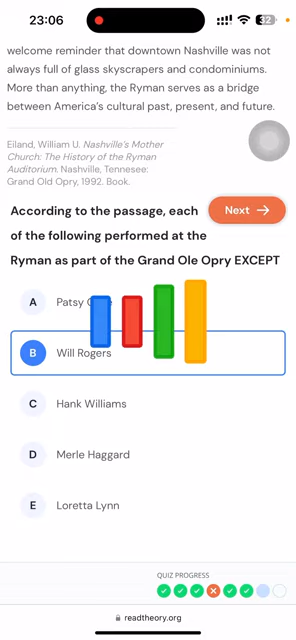 23:06
32
welcome reminder that downtown Nashville was not
always full of glass skyscrapers and condominiums.
More than anything, the Ryman serves as a bridge
between America's cultural past, present, and future.
Eiland, William U. Nashville's Mother
Church: The History of the Ryman
Auditorium. Nashville, Tennesee:
Grand Old Opry, 1992. Book.
According to the passage, each
Next →
of the following performed at the
Ryman as part of the Grand Ole Opry EXCEPT
A Patsy
B Will Rogers
C Hank Williams
D Merle Haggard
E Loretta Lynn
QUIZ PROGRESS
readtheory.org